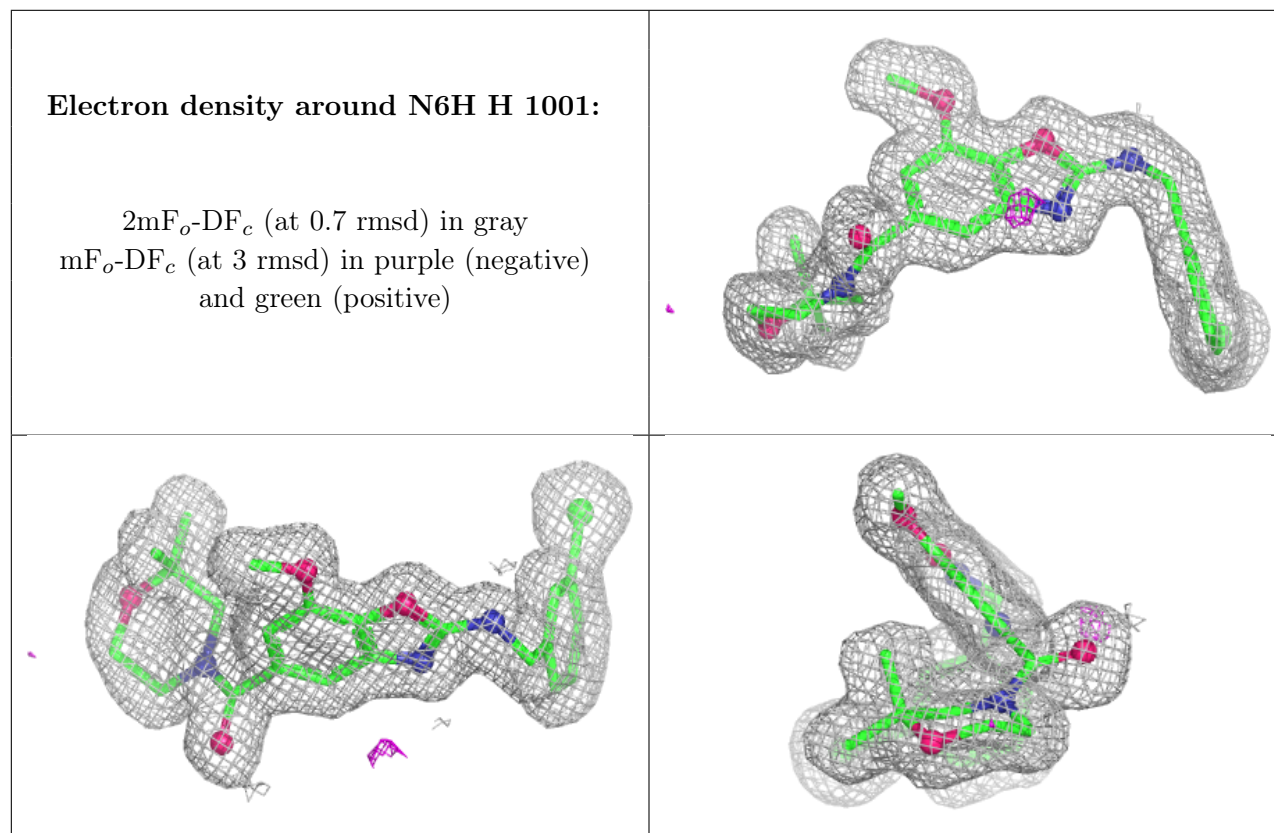 Electron density around N6H H 1001:
2mFo-DFc (at 0.7 rmsd) in gray
mFo-DFc (at 3 rmsd) in purple (negative)
and green (positive)